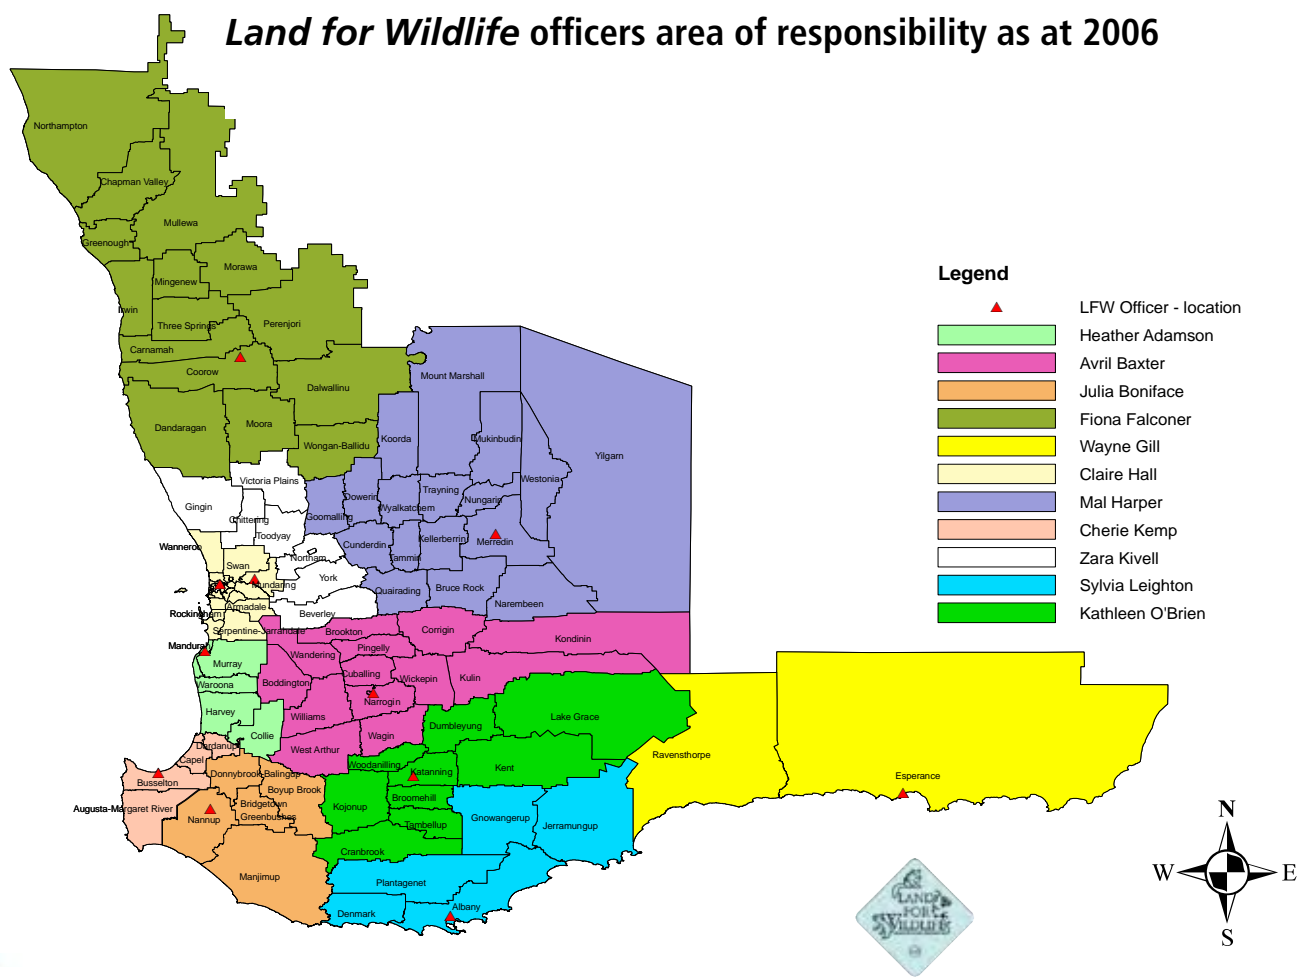 Land for Wildlife officers area of responsibility as at 2006
Northampton
Chapman Valley
Mullewa
Greenough
Morawa
Mingenew
Irwin
Three Springs
Perenjori
Carnamah
Coorow
Dalwallinu
Mount Marshall
Dandaragan
Moora
Wongan-Ballidu
Koorda
Mukinbudin
Yilgarn
Victoria Plains
Gingin
Chittering
Toodyay
Goomalling
Dowerin
Wyalkatchem
Trayning
Nungarin
Westonia
Wanneroo
Swan
Northam
Cunderdin
Tammin
Kellerberrin
Merredin
Mundaring
York
Quairading
Bruce Rock
Narembeen
Rockingham
Armadale
Beverley
Serpentine-Jarrahdale
Brookton
Corrigin
Kondinin
Mandurah
Murray
Wandering
Pingelly
Waroona
Boddington
Cuballing
Wickepin
Kulin
Narrogin
Harvey
Williams
Collie
Dumbleyung
Lake Grace
Wagin
West Arthur
Dardanup
Capel
Woodanilling
Katanning
Kent
Ravensthorpe
Esperance
Busselton
Donnybrook-Balingup
Boyup Brook
Augusta-Margaret River
Nannup
Bridgetown
Greenbushes
Kojonup
Broomehill
Tambellup
Gnowangerup
Jerramungup
Cranbrook
Manjimup
Plantagenet
Denmark
Albany
Legend
LFW Officer - location
Heather Adamson
Avril Baxter
Julia Boniface
Fiona Falconer
Wayne Gill
Claire Hall
Mal Harper
Cherie Kemp
Zara Kivell
Sylvia Leighton
Kathleen O'Brien
N
W
E
S
LAND
FOR
WILDLIFE